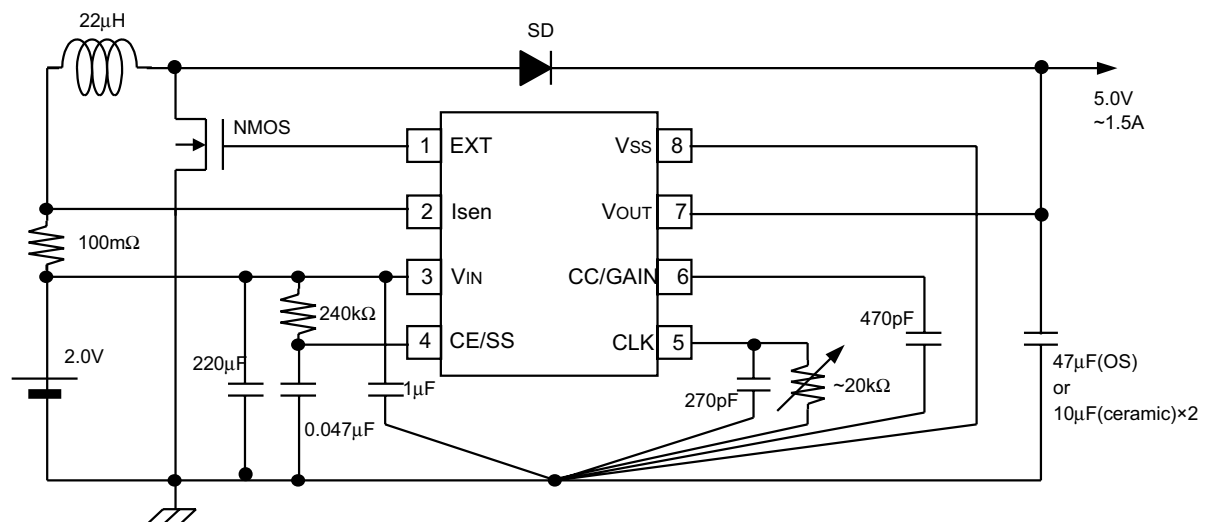 22μH
SD
5.0V
~1.5A
NMOS
1 EXT
VSS 8
2 Isen
VOUT 7
100mΩ
3 VIN
CC/GAIN 6
240kΩ
470pF
4 CE/SS
CLK 5
2.0V
220μF
1μF
270pF
~20kΩ
47μF(OS)
or
10μF(ceramic)×2
0.047μF